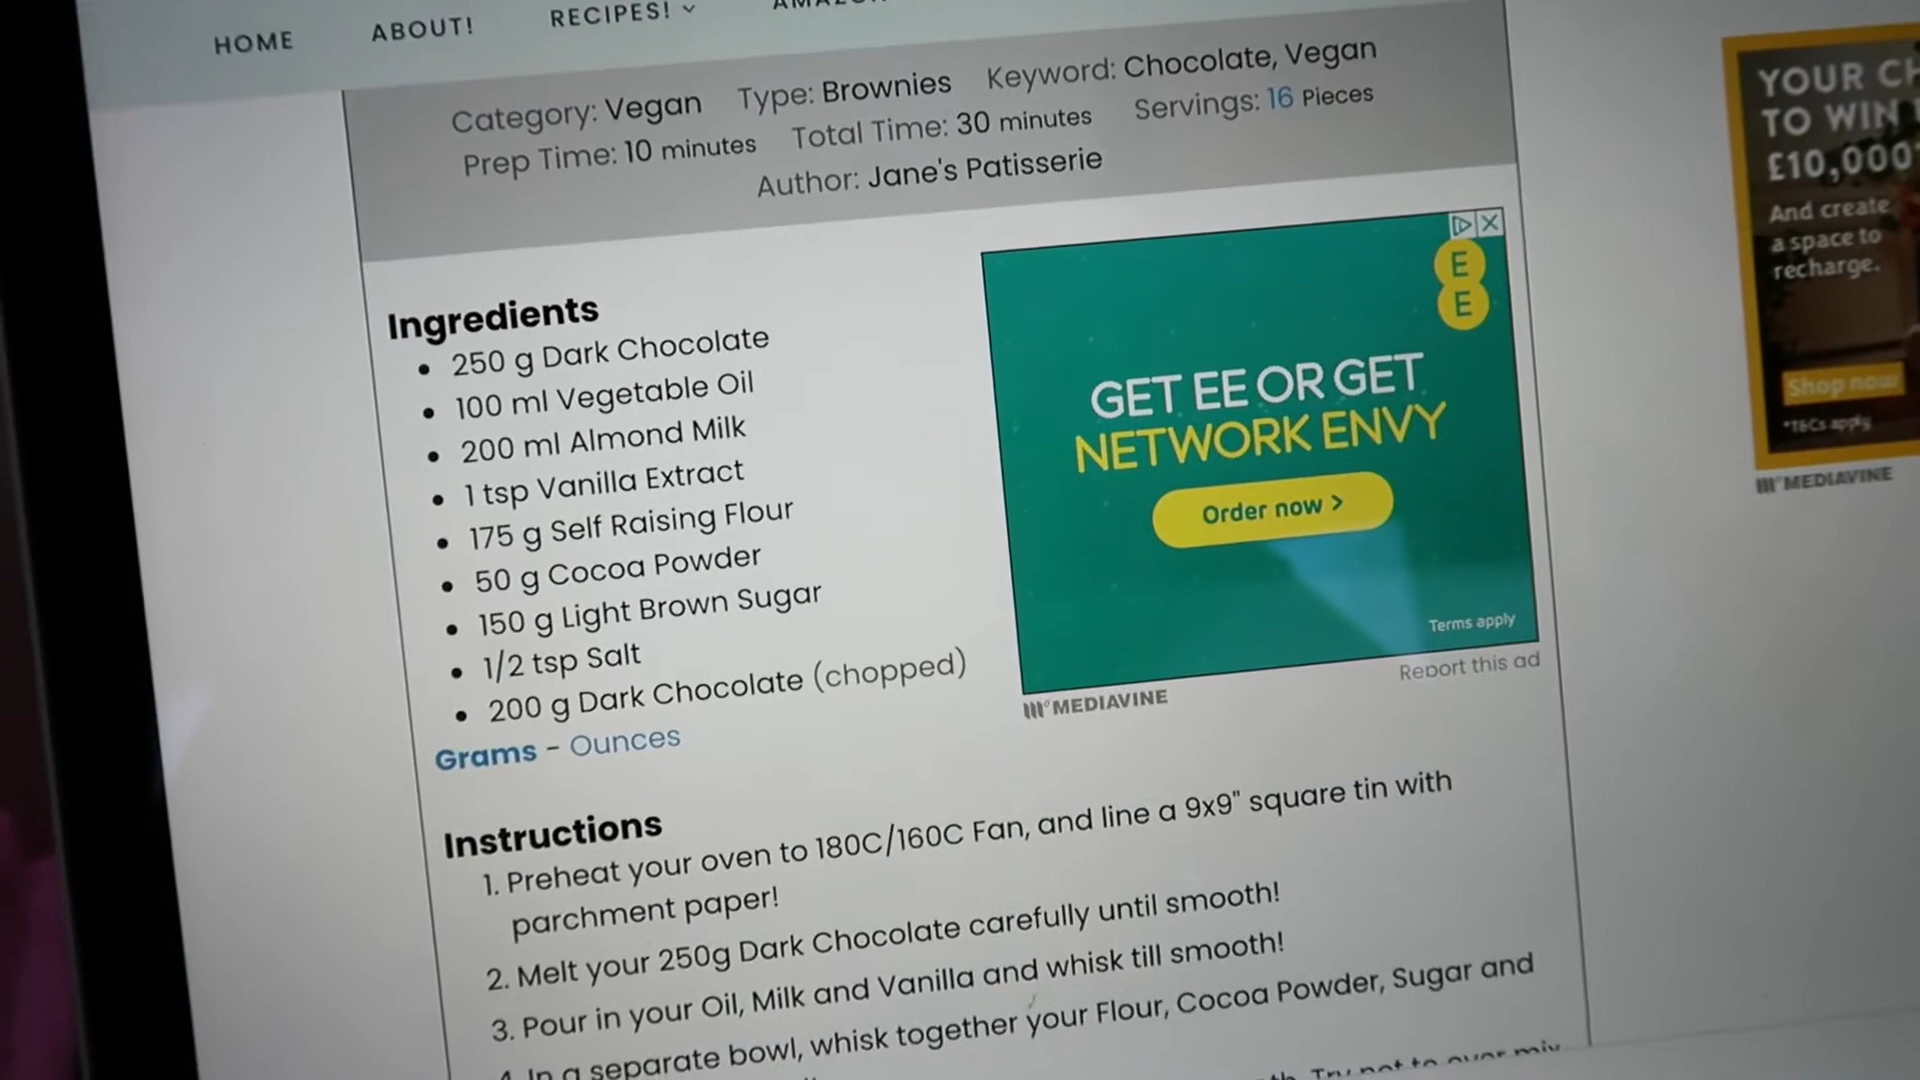 HOME ABOUT! RECIPES!
Category: Vegan Type: Brownies Keyword: Chocolate, Vegan
Prep Time: 10 minutes Total Time: 30 minutes Servings: 16 Pieces
Author: Jane's Patisserie
Ingredients
• 250 g Dark Chocolate
• 100 ml Vegetable Oil
• 200 ml Almond Milk
• 1 tsp Vanilla Extract
• 175 g Self Raising Flour
• 50 g Cocoa Powder
• 150 g Light Brown Sugar
• 1/2 tsp Salt
• 200 g Dark Chocolate (chopped)
Grams - Ounces
E
E
GET EE OR GET
NETWORK ENVY
Order now >
Terms apply
MEDIAVINE
Report this ad
YOUR
TO WIN
£10,000
And create
a space to
recharge.
Shop now
*T&Cs apply
MEDIAVINE
Instructions
1. Preheat your oven to 180C/160C Fan, and line a 9x9" square tin with
parchment paper!
2. Melt your 250g Dark Chocolate carefully until smooth!
3. Pour in your Oil, Milk and Vanilla and whisk till smooth!
4. In a separate bowl, whisk together your Flour, Cocoa Powder, Sugar and
Try not to over mix